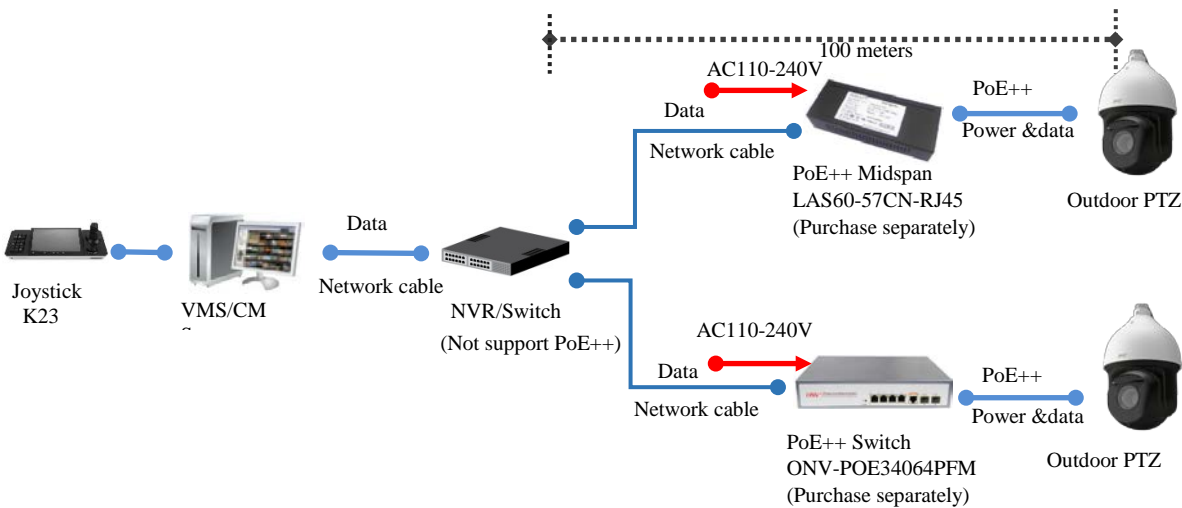 100 meters
AC110-240V
Data
Network cable
PoE++
Power &data
PoE++ Midspan
LAS60-57CN-RJ45
(Purchase separately)
Outdoor PTZ
Joystick
K23
VMS/CM
Data
Network cable
NVR/Switch
(Not support PoE++)
AC110-240V
Data
Network cable
PoE++
Power &data
PoE++ Switch
ONV-POE34064PFM
(Purchase separately)
Outdoor PTZ